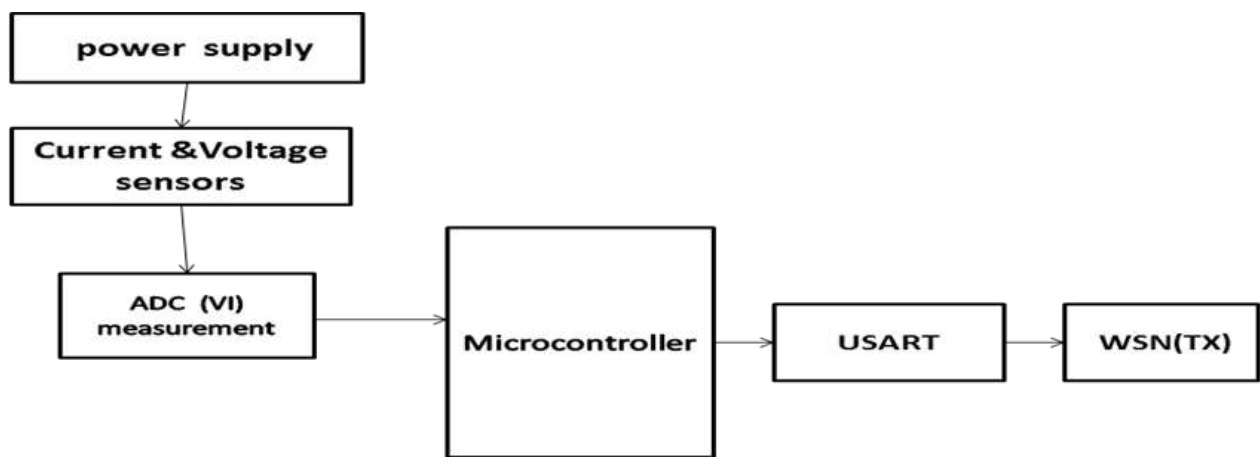 power supply
Current &Voltage
sensors
ADC (VI)
measurement
Microcontroller
USART
WSN(TX)